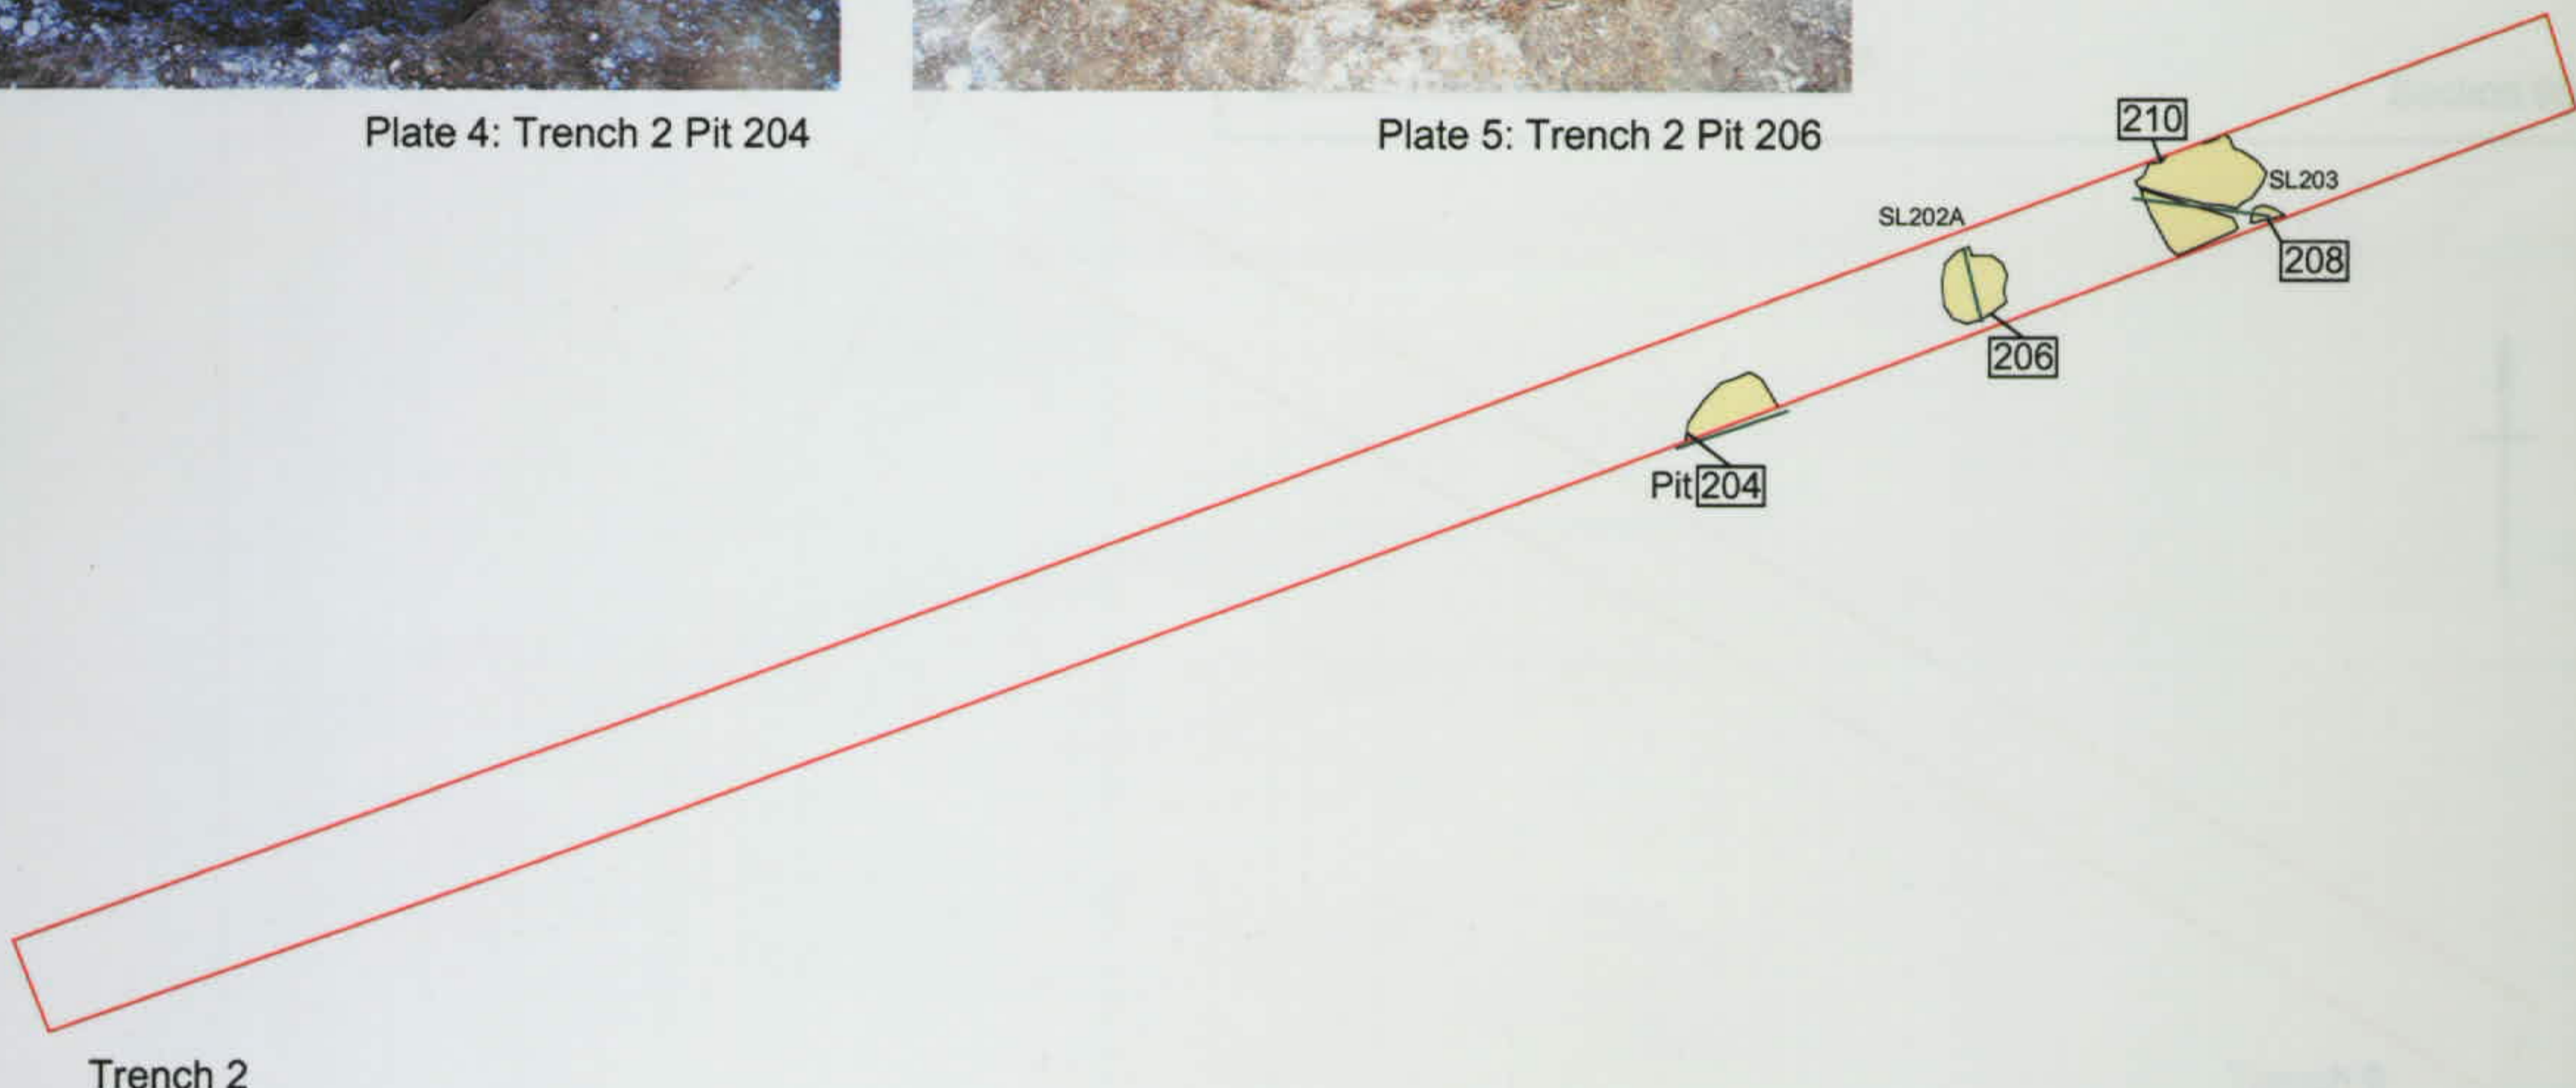 Plate 4: Trench 2 Pit 204
Plate 5: Trench 2 Pit 206
210
SL203
SL202A
208
206
Pit 204
Trench 2